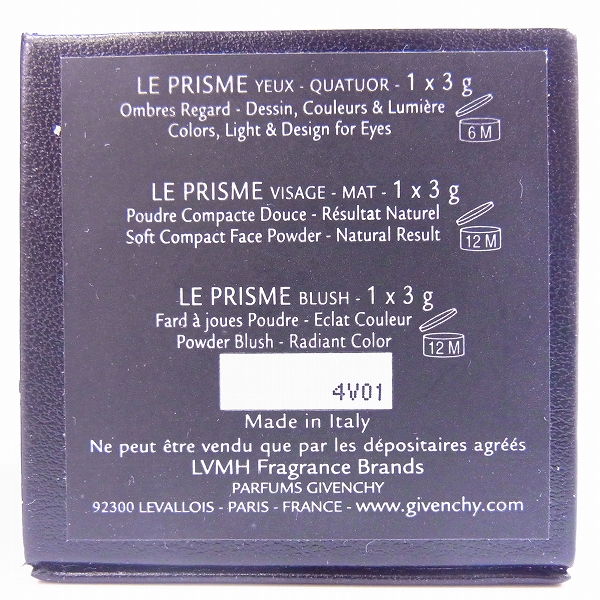 LE PRISME YEUX - QUATUOR - 1 x 3 g
Ombres Regard - Dessin, Couleurs & Lumière
Colors, Light & Design for Eyes
6 M
LE PRISME VISAGE - MAT - 1 x 3 g
Poudre Compacte Douce - Résultat Naturel
Soft Compact Face Powder - Natural Result
12 M
LE PRISME BLUSH - 1 x 3 g
Fard à joues Poudre - Eclat Couleur
Powder Blush - Radiant Color
12 M
4V01
Made in Italy
Ne peut être vendu que par les dépositaires agréés
LVMH Fragrance Brands
PARFUMS GIVENCHY
92300 LEVALLOIS - PARIS - FRANCE - www.givenchy.com